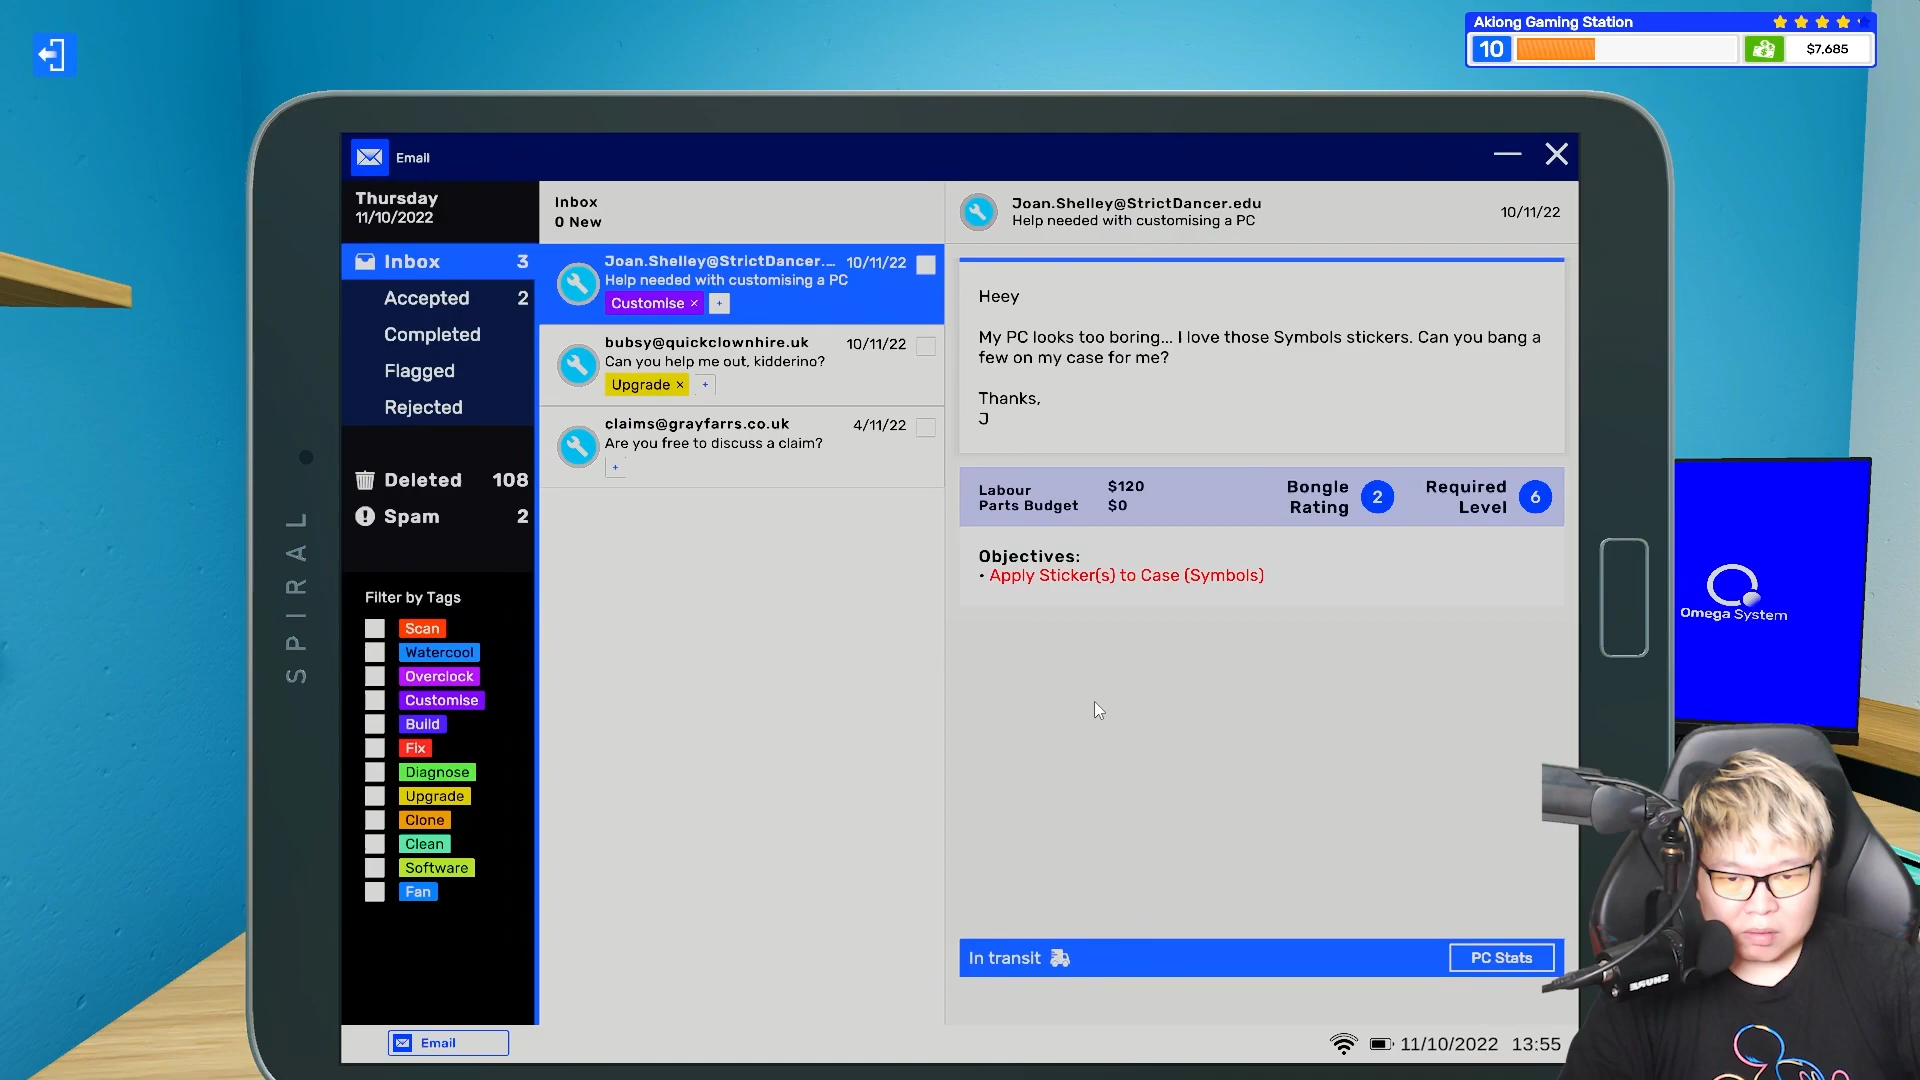 Akiong Gaming Station
10
$7,685
Email
Thursday
11/10/2022
Inbox 3
Accepted 2
Completed
Flagged
Rejected
Deleted 108
Spam 2
Filter by Tags
Scan
Watercool
Overclock
Customise
Build
Fix
Diagnose
Upgrade
Clone
Clean
Software
Fan
Inbox
0 New
Joan.Shelley@StrictDancer.... 10/11/22
Help needed with customising a PC
Customise × +
bubsy@quickclownhire.uk 10/11/22
Can you help me out, kidderino?
Upgrade × +
claims@grayfarrs.co.uk 4/11/22
Are you free to discuss a claim?
+
Joan.Shelley@StrictDancer.edu
Help needed with customising a PC
10/11/22
Heey
My PC looks too boring... I love those Symbols stickers. Can you bang a
few on my case for me?
Thanks,
J
Labour $120
Parts Budget $0
Bongle Rating 2
Required Level 6
Objectives:
• Apply Sticker(s) to Case (Symbols)
In transit
PC Stats
Email
11/10/2022 13:55
SPIRAL
Omega System